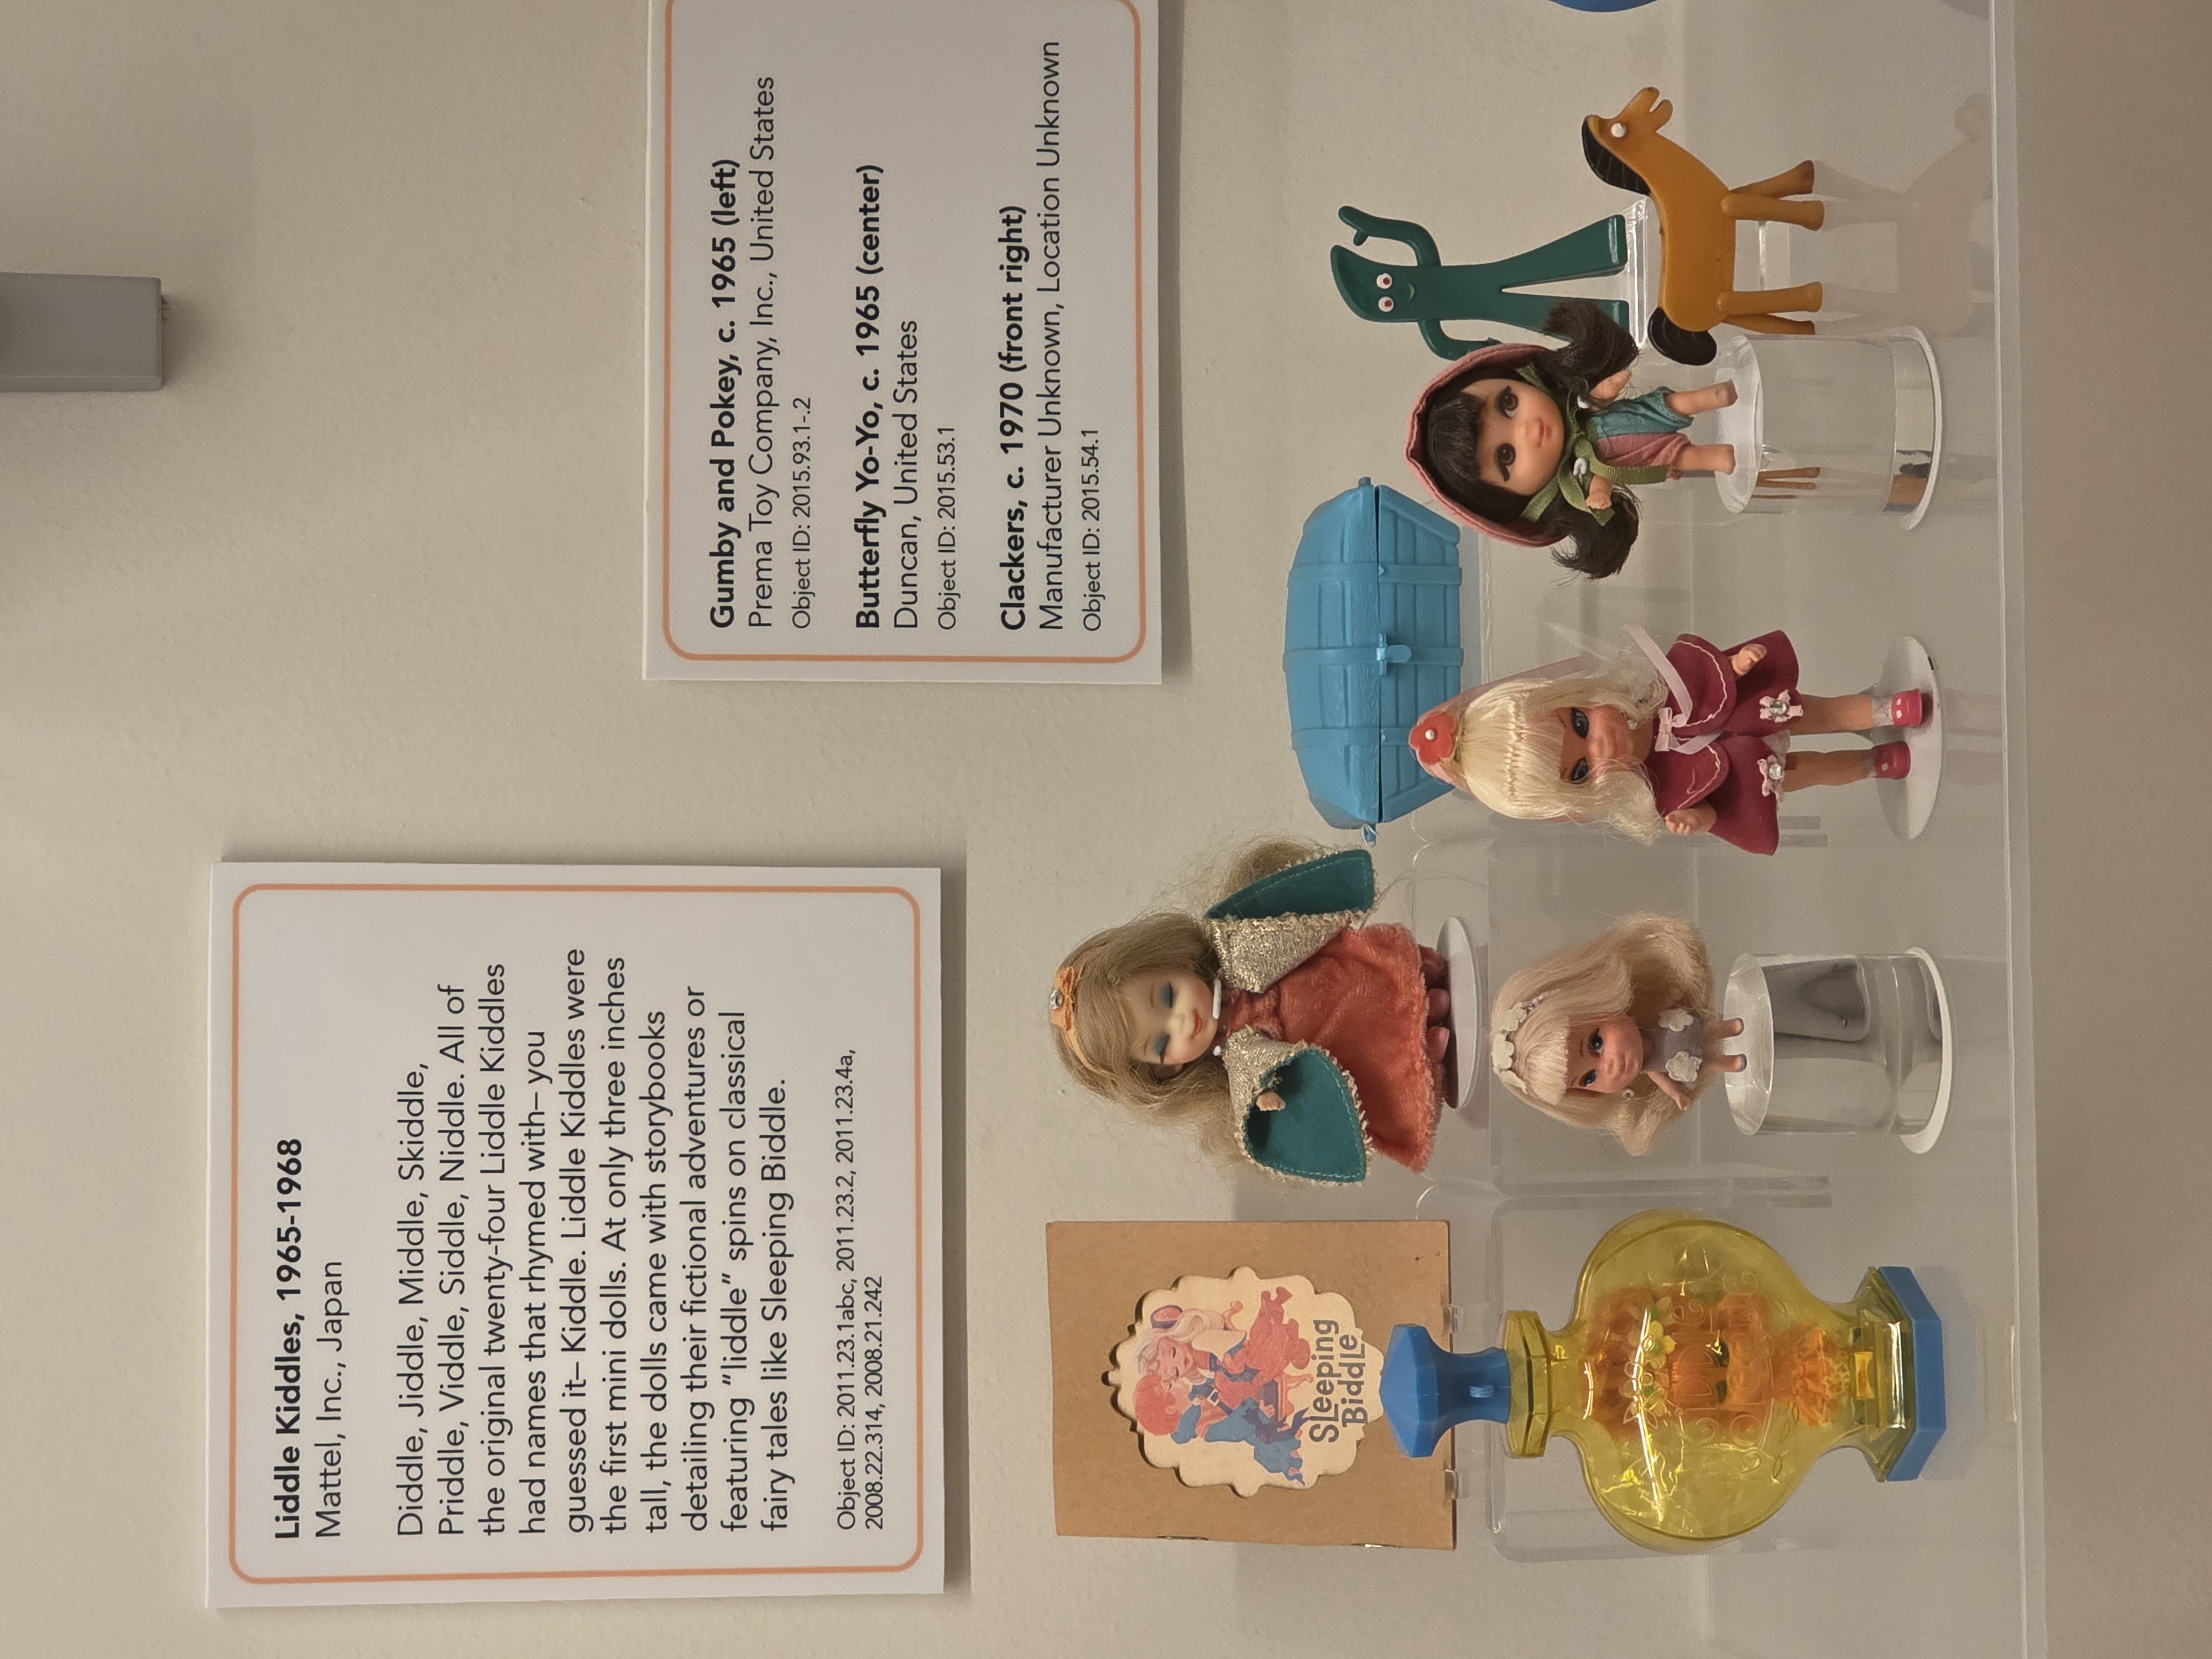 Liddle Kiddles, 1965-1968
Mattel, Inc., Japan
Diddle, Jiddle, Middle, Skiddle,
Priddle, Viddle, Siddle, Niddle. All of
the original twenty-four Liddle Kiddles
had names that rhymed with– you
guessed it– Kiddle. Liddle Kiddles were
the first mini dolls. At only three inches
tall, the dolls came with storybooks
detailing their fictional adventures or
featuring “liddle” spins on classical
fairy tales like Sleeping Biddle.
Object ID: 2011.23.1abc, 2011.23.2, 2011.23.4a,
2008.22.314, 2008.21.242
Gumby and Pokey, c. 1965 (left)
Prema Toy Company, Inc., United States
Object ID: 2015.93.1-.2
Butterfly Yo-Yo, c. 1965 (center)
Duncan, United States
Object ID: 2015.53.1
Clackers, c. 1970 (front right)
Manufacturer Unknown, Location Unknown
Object ID: 2015.54.1
SLeeping
BiddLe
Kiddle